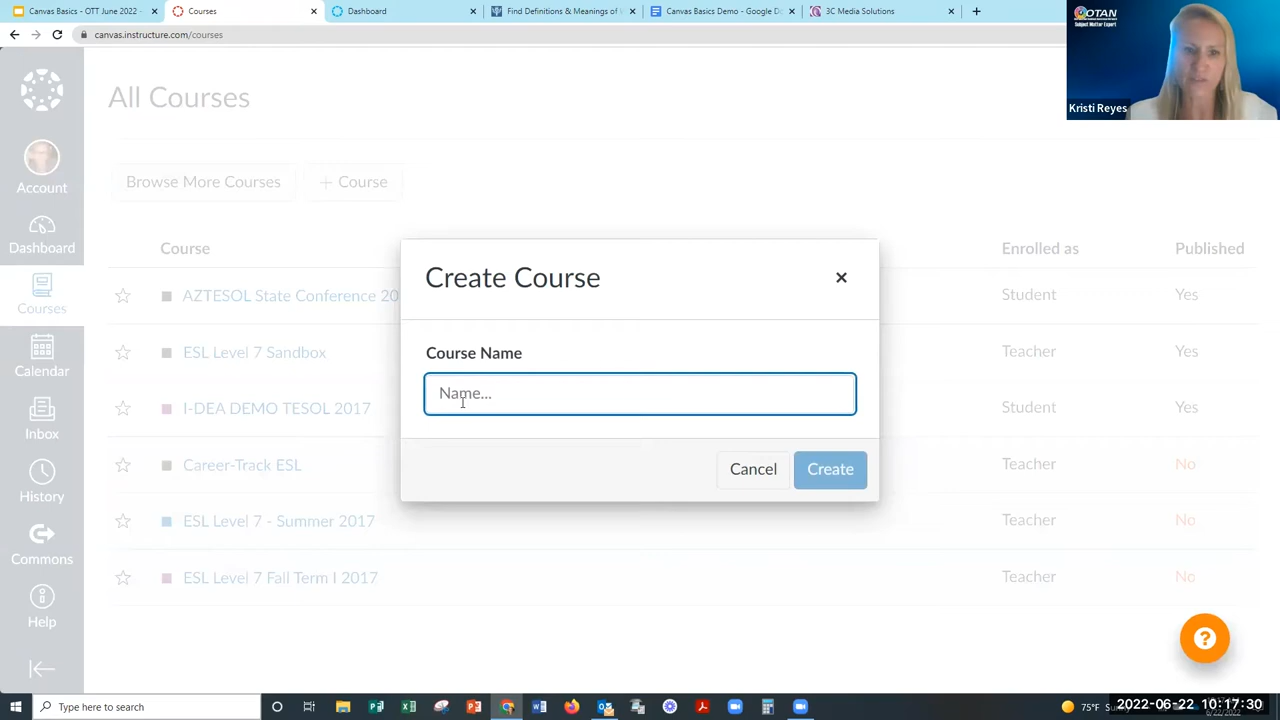 Canvas Basics - OTT June 2022 -
Courses
Dashboard
Find Definitions & Meanings of
Canvas Basics Demo - Google Do
3C Media Solutions
canvas.instructure.com/courses
OTAN
Subject Matter Expert
Kristi Reyes
All Courses
Account
Browse More Courses
+ Course
Dashboard
Course
Enrolled as
Published
AZTESOL State Conference 20
Student
Yes
Courses
ESL Level 7 Sandbox
Teacher
Yes
Calendar
I-DEA DEMO TESOL 2017
Student
Yes
Inbox
Career-Track ESL
Teacher
No
History
ESL Level 7 - Summer 2017
Teacher
No
Commons
ESL Level 7 Fall Term I 2017
Teacher
No
Help
Create Course
Course Name
Name...
Cancel
Create
Type here to search
75°F
2022-06-22 10:17:30